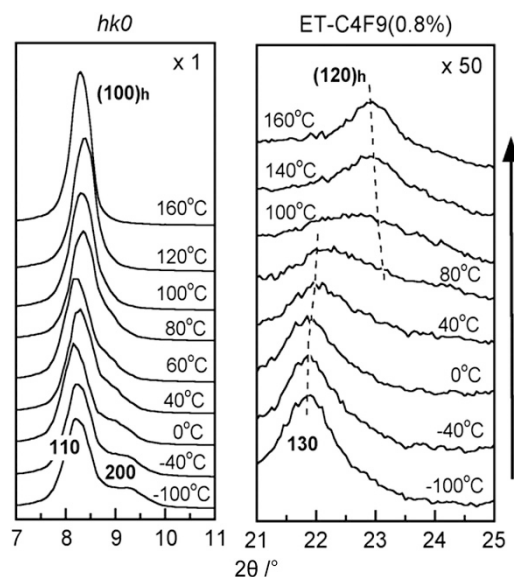 hk0
x 1
(100)h
160°C
120°C
100°C
80°C
60°C
40°C
0°C
-40°C
-100°C
110
200
7 8 9 10 11
ET-C4F9(0.8%)
x 50
(120)h
160°C
140°C
100°C
80°C
40°C
0°C
-40°C
-100°C
130
21 22 23 24 25
2θ /°